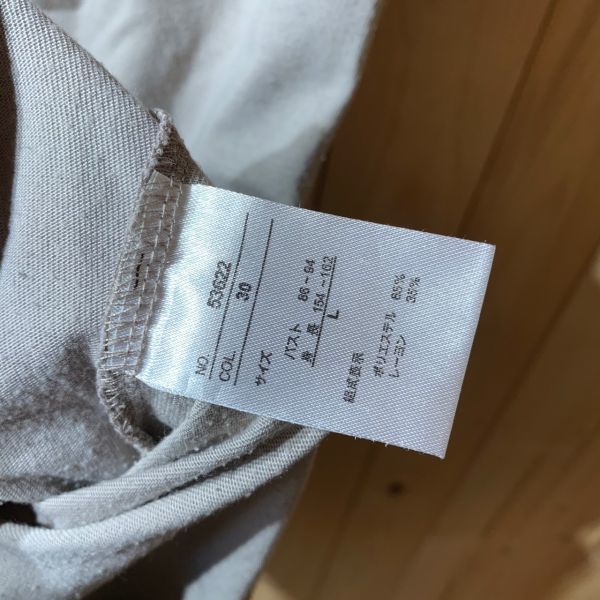 NO. 53622
COL 30
サイズ
バスト 86~94
身長 154~162
L
組成表示
ポリエステル 65%
レーヨン 35%